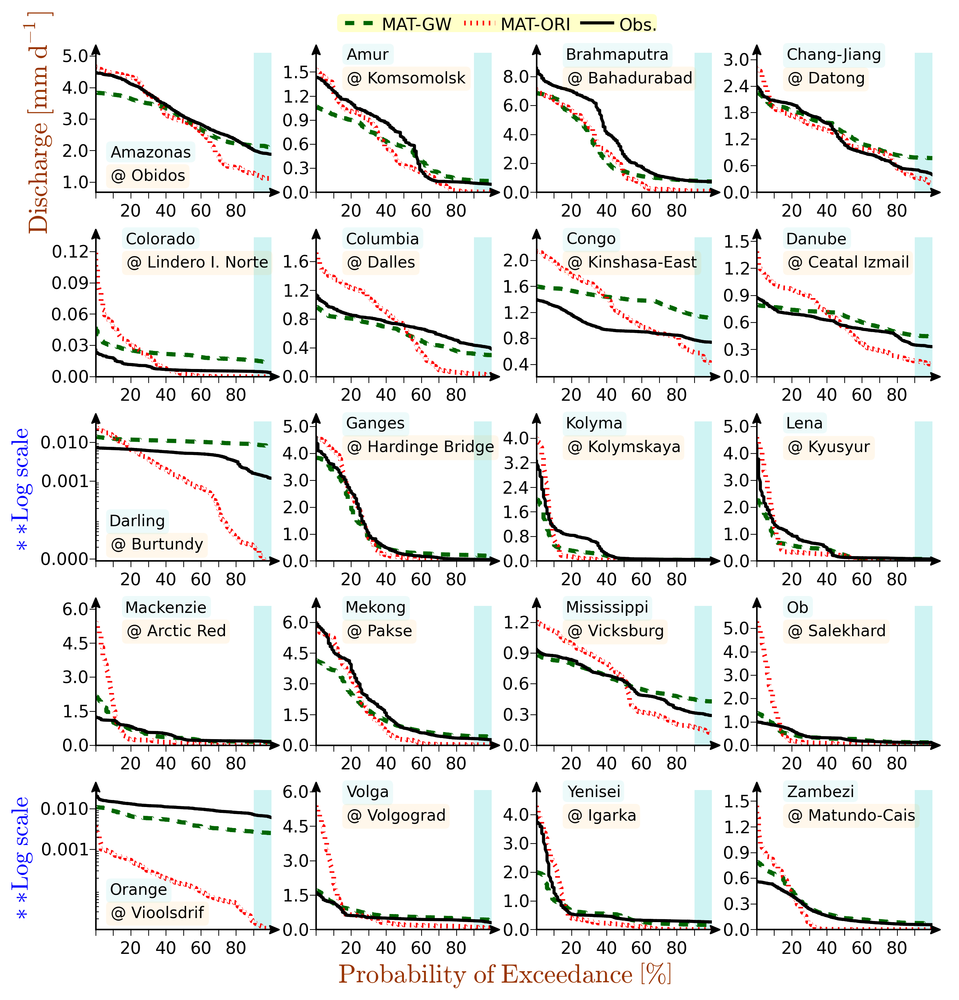 MAT-GW MAT-ORI Obs.
Discharge [mm d⁻¹]
5.0
4.0
3.0
2.0
1.0
Amazonas
@ Obidos
20 40 60 80
1.5
1.2
0.9
0.6
0.3
0.0
Amur
@ Komsomolsk
20 40 60 80
8.0
6.0
4.0
2.0
0.0
Brahmaputra
@ Bahadurabad
20 40 60 80
3.0
2.4
1.8
1.2
0.6
0.0
Chang-Jiang
@ Datong
20 40 60 80
0.12
0.09
0.06
0.03
0.00
Colorado
@ Lindero I. Norte
20 40 60 80
1.6
1.2
0.8
0.4
0.0
Columbia
@ Dalles
20 40 60 80
2.0
1.6
1.2
0.8
0.4
Congo
@ Kinshasa-East
20 40 60 80
1.5
1.2
0.9
0.6
0.3
0.0
Danube
@ Ceatal Izmail
20 40 60 80
**Log scale
0.010
0.001
0.000
Darling
@ Burtundy
20 40 60 80
5.0
4.0
3.0
2.0
1.0
0.0
Ganges
@ Hardinge Bridge
20 40 60 80
4.0
3.2
2.4
1.6
0.8
0.0
Kolyma
@ Kolymskaya
20 40 60 80
5.0
4.0
3.0
2.0
1.0
0.0
Lena
@ Kyusyur
20 40 60 80
6.0
4.5
3.0
1.5
0.0
Mackenzie
@ Arctic Red
20 40 60 80
6.0
4.5
3.0
1.5
0.0
Mekong
@ Pakse
20 40 60 80
1.2
0.9
0.6
0.3
0.0
Mississippi
@ Vicksburg
20 40 60 80
5.0
4.0
3.0
2.0
1.0
0.0
Ob
@ Salekhard
20 40 60 80
**Log scale
0.010
0.001
Orange
@ Vioolsdrif
20 40 60 80
6.0
4.5
3.0
1.5
0.0
Volga
@ Volgograd
20 40 60 80
4.0
3.0
2.0
1.0
0.0
Yenisei
@ Igarka
20 40 60 80
1.5
1.2
0.9
0.6
0.3
0.0
Zambezi
@ Matundo-Cais
20 40 60 80
Probability of Exceedance [%]